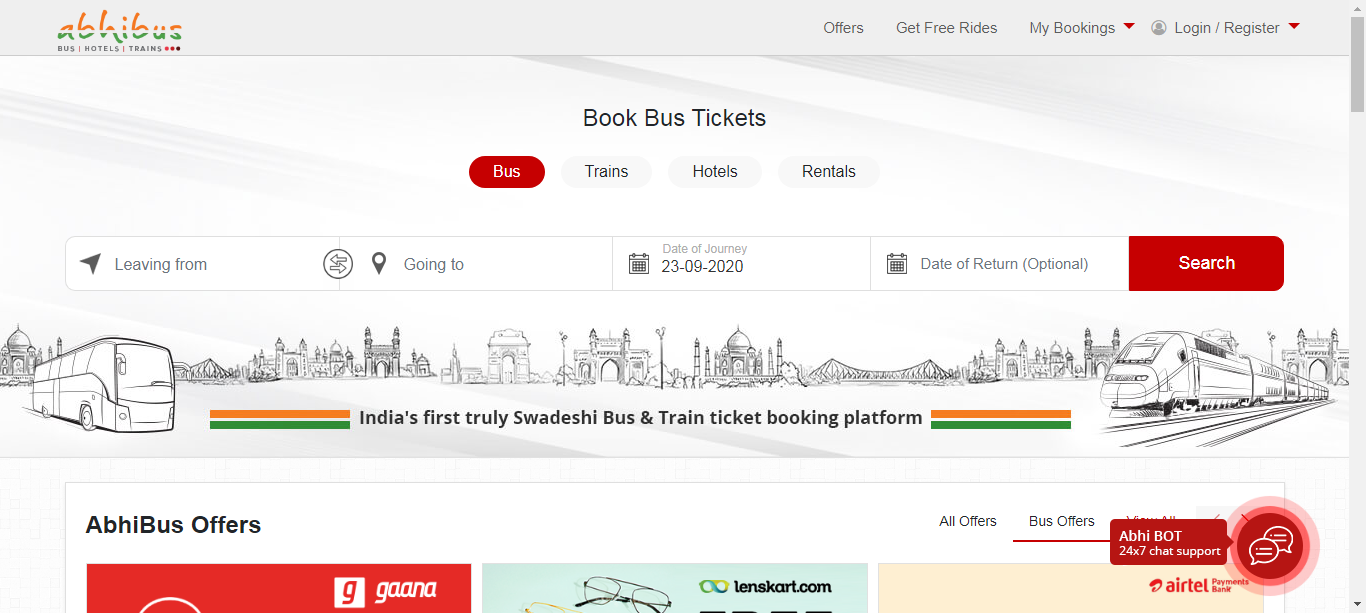 abhibus
BUS | HOTELS | TRAINS
Offers
Get Free Rides
My Bookings
Login / Register
Book Bus Tickets
Bus
Trains
Hotels
Rentals
Leaving from
Going to
Date of Journey
23-09-2020
Date of Return (Optional)
Search
India's first truly Swadeshi Bus & Train ticket booking platform
AbhiBus Offers
All Offers
Bus Offers
View All
Abhi BOT
24x7 chat support
g gaana
lenskart.com
airtel Payments
Bank